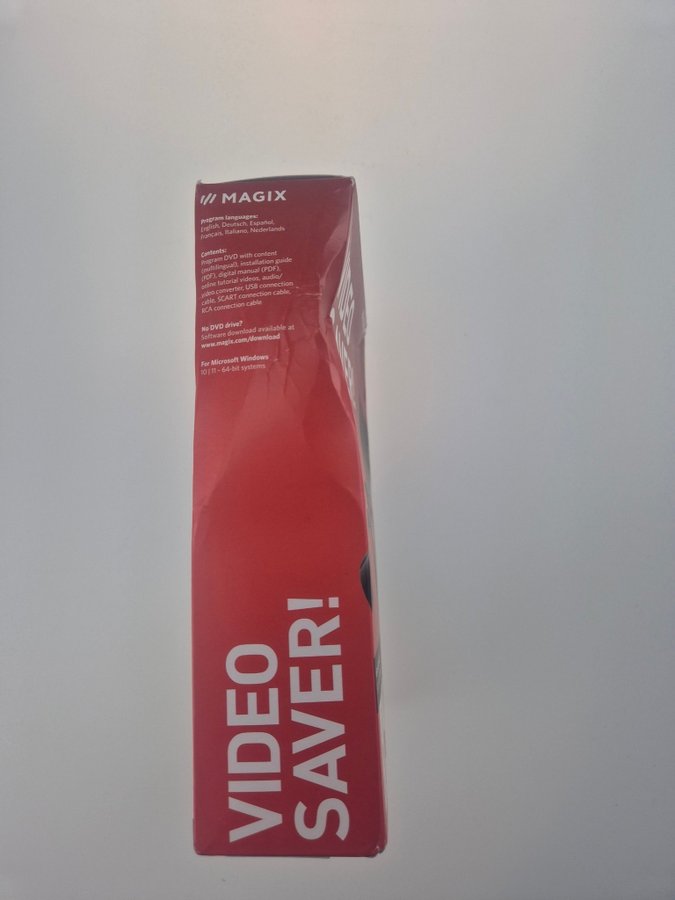 MAGIX
Program languages:
English, Deutsch, Español,
Français, Italiano, Nederlands
Contents:
Program DVD with content
(multilingual), installation guide
(PDF), digital manual (PDF),
online tutorial videos, audio/
video converter, USB connection
cable, SCART connection cable,
RCA connection cable
No DVD drive?
Software download available at
www.magix.com/download
For Microsoft Windows
10 | 11 - 64-bit systems
VIDEO
SAVER!